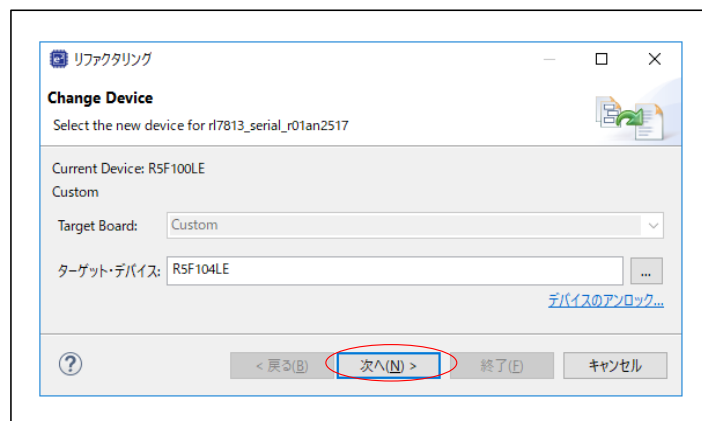 リファクタリング
Change Device
Select the new device for rl7813_serial_r01an2517
Current Device: R5F100LE
Custom
Target Board: Custom
ターゲット・デバイス: R5F104LE ...
デバイスのアンロック...
? < 戻る(B) 次へ(N) > 終了(F) キャンセル